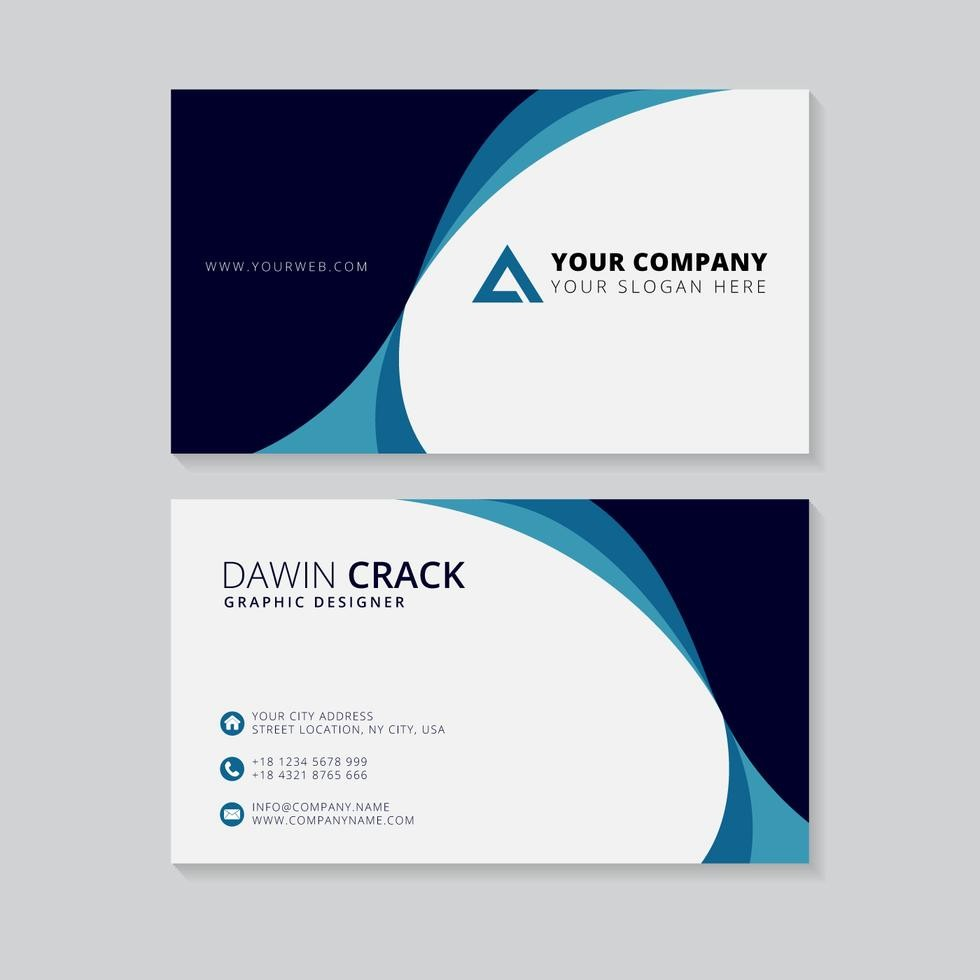 WWW.YOURWEB.COM
YOUR COMPANY
YOUR SLOGAN HERE
DAWIN CRACK
GRAPHIC DESIGNER
YOUR CITY ADDRESS
STREET LOCATION, NY CITY, USA
+18 1234 5678 999
+18 4321 8765 666
INFO@COMPANY.NAME
WWW.COMPANYNAME.COM